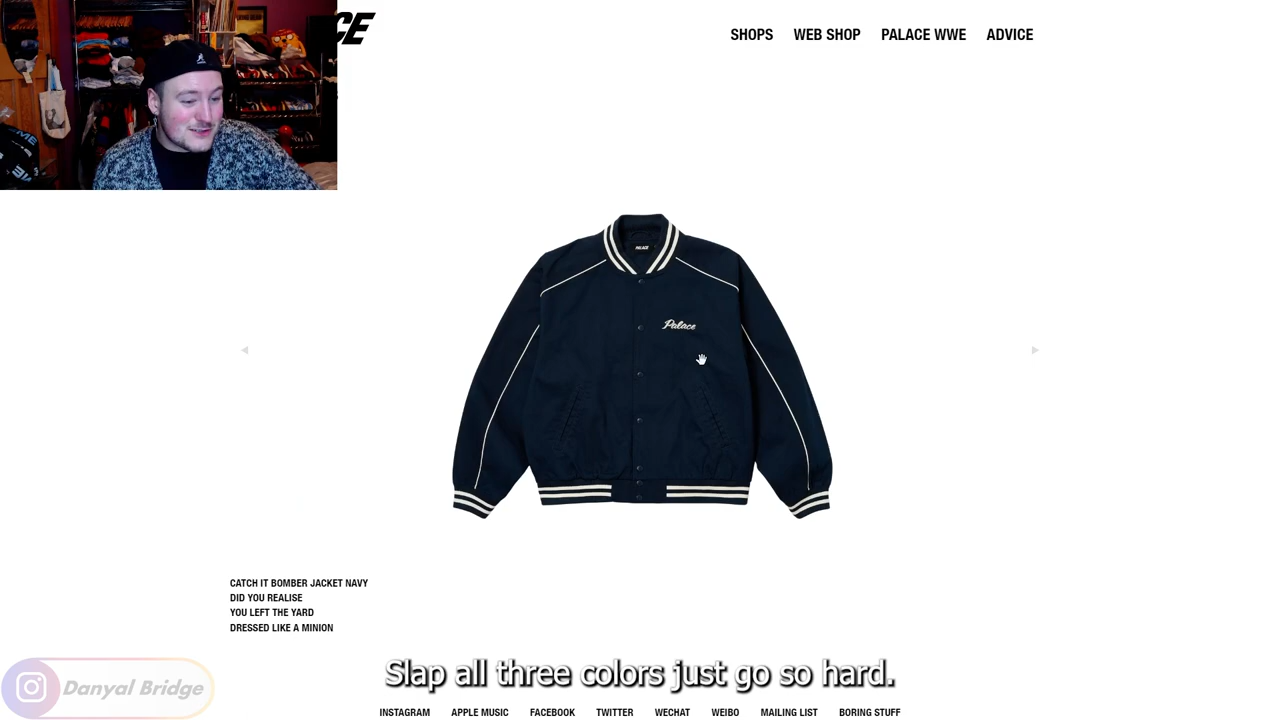 CE
SHOPS WEB SHOP PALACE WWE ADVICE
PALACE
Palace
CATCH IT BOMBER JACKET NAVY
DID YOU REALISE
YOU LEFT THE YARD
DRESSED LIKE A MINION
Danyal Bridge
Slap all three colors just go so hard.
INSTAGRAM APPLE MUSIC FACEBOOK TWITTER WECHAT WEIBO MAILING LIST BORING STUFF